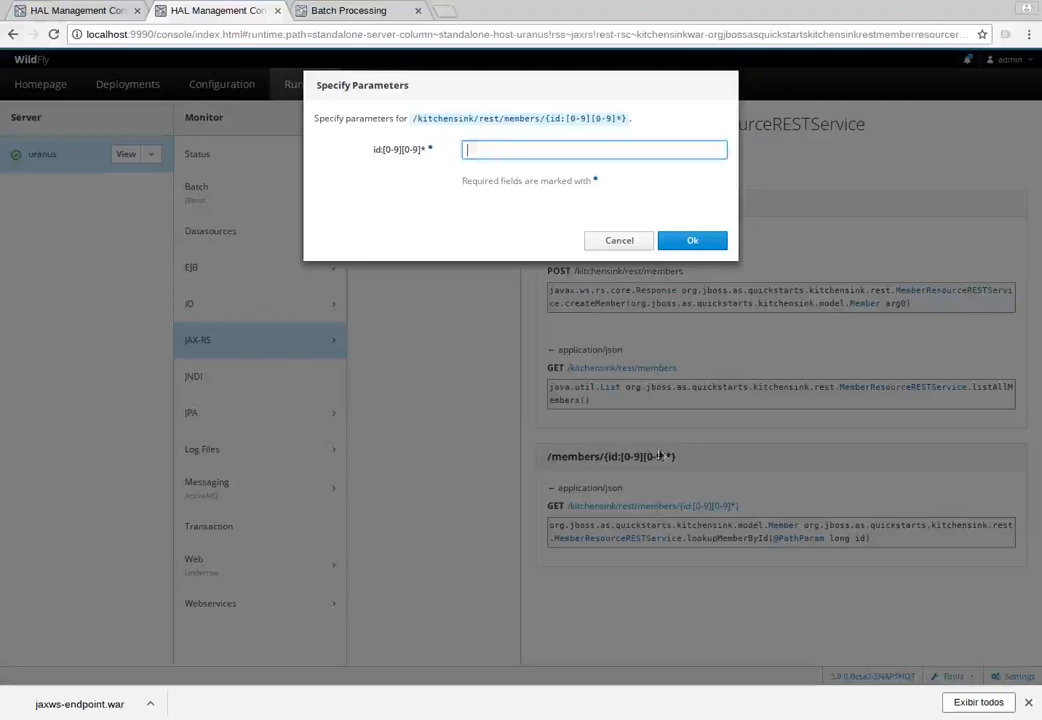 HAL Management Con
HAL Management Con
Batch Processing
localhost:9990/console/index.html#runtime;path=standalone-server-column~standalone-host-uranus!rss~jaxrs!rest-rsc~kitchensinkwar-orgjbossasquickstartskitchensinkrestmemberresourcer...
WildFly
admin
Homepage
Deployments
Configuration
Run
Server
Monitor
urceRESTService
uranus
View
Status
Batch
JBeret
Datasources
EJB
IO
JAX-RS
JNDI
JPA
Log Files
Messaging
ActiveMQ
Transaction
Web
Undertow
Webservices
Specify Parameters
Specify parameters for /kitchensink/rest/members/{id:[0-9][0-9]*} .
id:[0-9][0-9]* *
Required fields are marked with *
Cancel
Ok
POST /kitchensink/rest/members
javax.ws.rs.core.Response org.jboss.as.quickstarts.kitchensink.rest.MemberResourceRESTServi
ce.createMember(org.jboss.as.quickstarts.kitchensink.model.Member arg0)
– application/json
GET /kitchensink/rest/members
java.util.List org.jboss.as.quickstarts.kitchensink.rest.MemberResourceRESTService.listAllM
embers()
/members/{id:[0-9][0-9]*}
– application/json
GET /kitchensink/rest/members/{id:[0-9][0-9]*}
org.jboss.as.quickstarts.kitchensink.model.Member org.jboss.as.quickstarts.kitchensink.rest
.MemberResourceRESTService.lookupMemberById(@PathParam long id)
3.0.0.Beta3-SNAPSHOT
Tools
Settings
jaxws-endpoint.war
Exibir todos